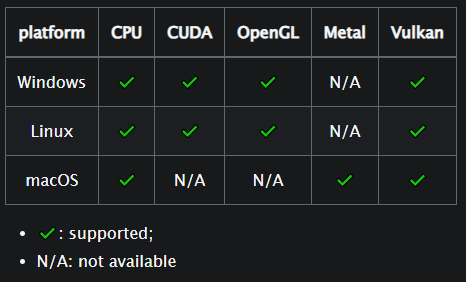 platform CPU CUDA OpenGL Metal Vulkan
Windows ✓ ✓ ✓ N/A ✓
Linux ✓ ✓ ✓ N/A ✓
macOS ✓ N/A N/A ✓ ✓
• ✓: supported;
• N/A: not available